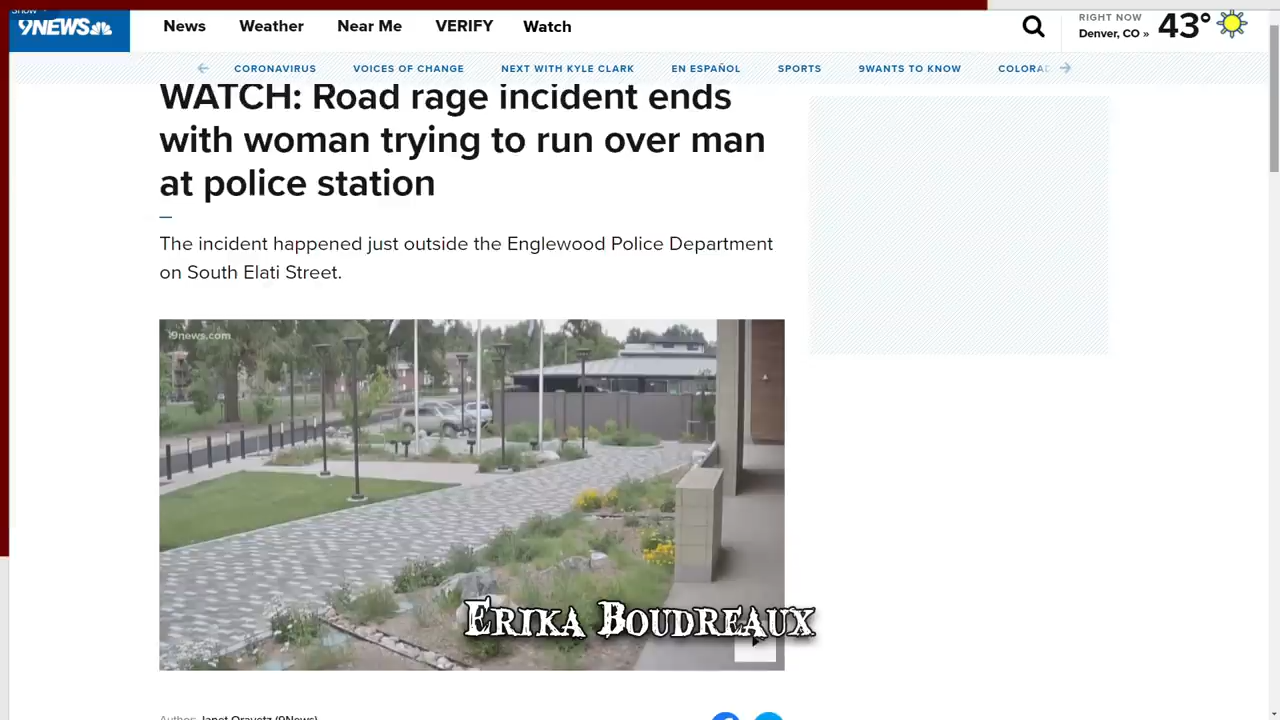 Show
9NEWS
News Weather Near Me VERIFY Watch
RIGHT NOW
Denver, CO »
43°
CORONAVIRUS VOICES OF CHANGE NEXT WITH KYLE CLARK EN ESPAÑOL SPORTS 9WANTS TO KNOW
WATCH: Road rage incident ends
with woman trying to run over man
at police station
The incident happened just outside the Englewood Police Department
on South Elati Street.
9news.com
ERIKA BOUDREAUX
Author: Janet Oravetz (9News)